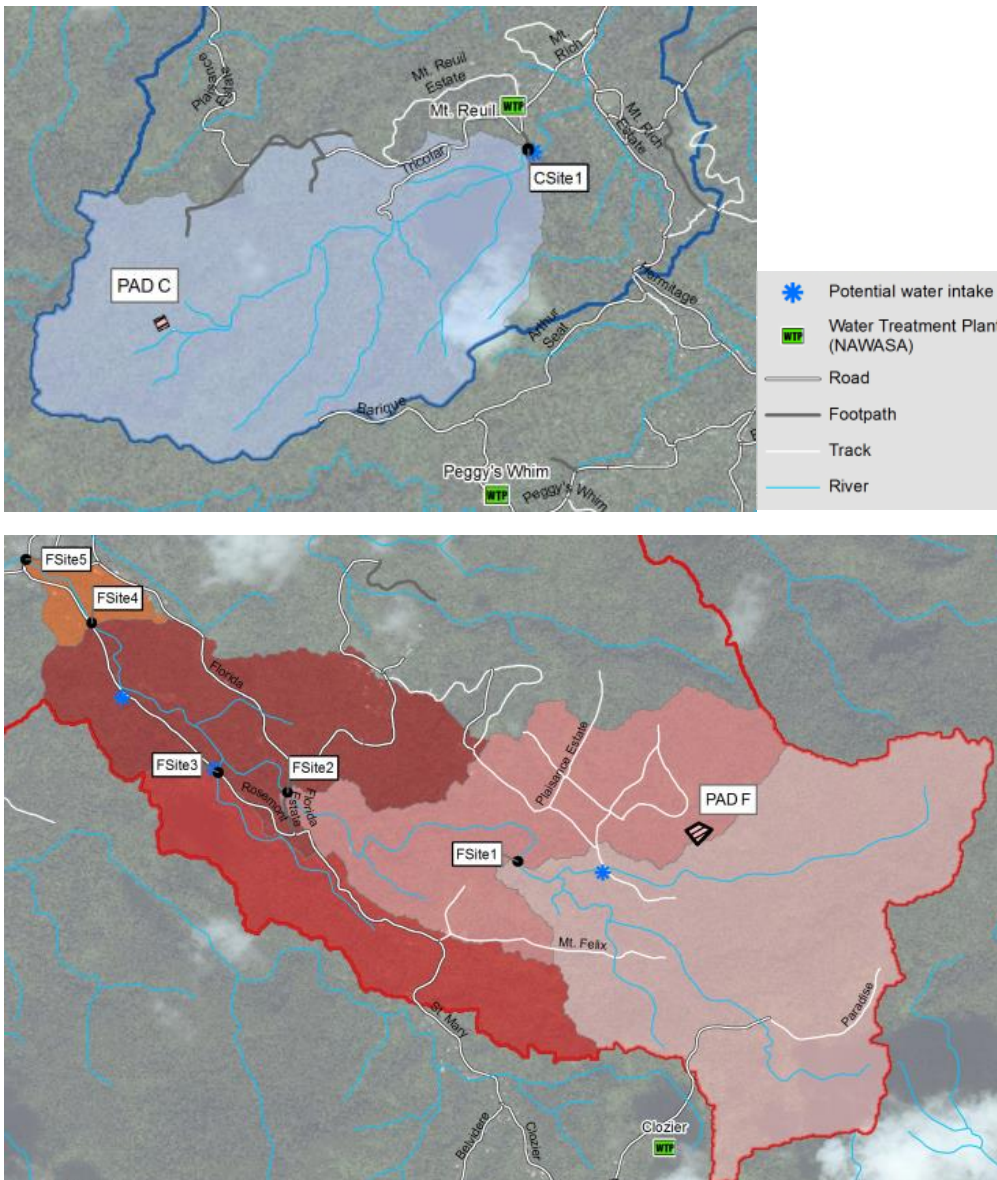 Plaisance
Estate
Mt. Reuil
Estate
Mt.
Rich
Mt. Reuil
WTP
Tricolar
CSite1
Mt. Rich
Estate
PAD C
Hermitage
Arthur
Seat
Barique
Peggy's Whim
WTP
Peggy's Whim
Potential water intake
WTP
Water Treatment Plant
(NAWASA)
Road
Footpath
Track
River
FSite5
FSite4
Florida
FSite3
FSite2
Rosemont
Florida
Estate
Plaisance Estate
PAD F
FSite1
Mt. Felix
St. Mary
Paradise
Belvidere
Clozier
Clozier
WTP